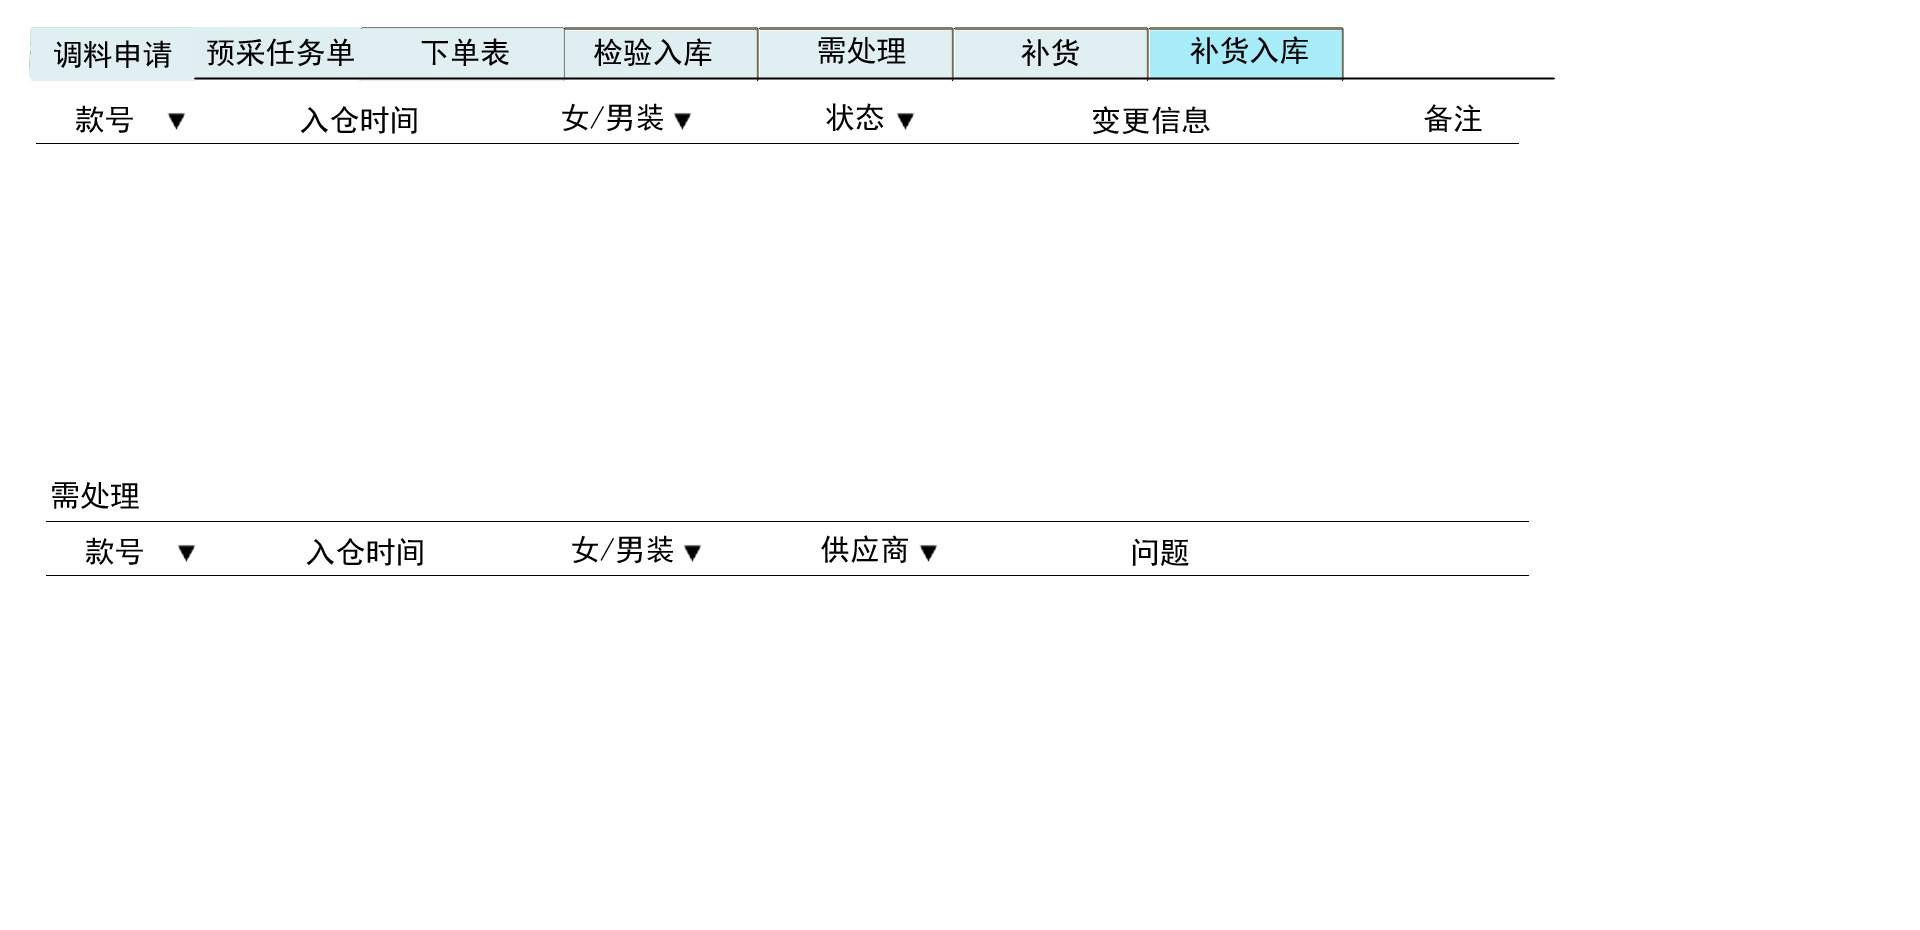 调料申请 预采任务单 下单表 检验入库 需处理 补货 补货入库
款号 ▼ 入仓时间 女/男装 ▼ 状态 ▼ 变更信息 备注
需处理
款号 ▼ 入仓时间 女/男装 ▼ 供应商 ▼ 问题